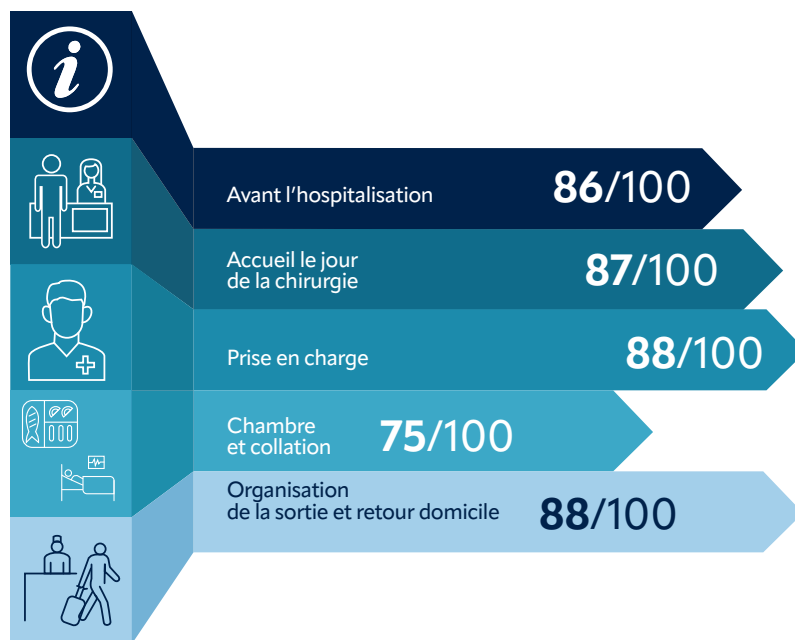 i
Avant l'hospitalisation 86/100
Accueil le jour
de la chirurgie 87/100
Prise en charge 88/100
Chambre
et collation 75/100
Organisation
de la sortie et retour domicile 88/100